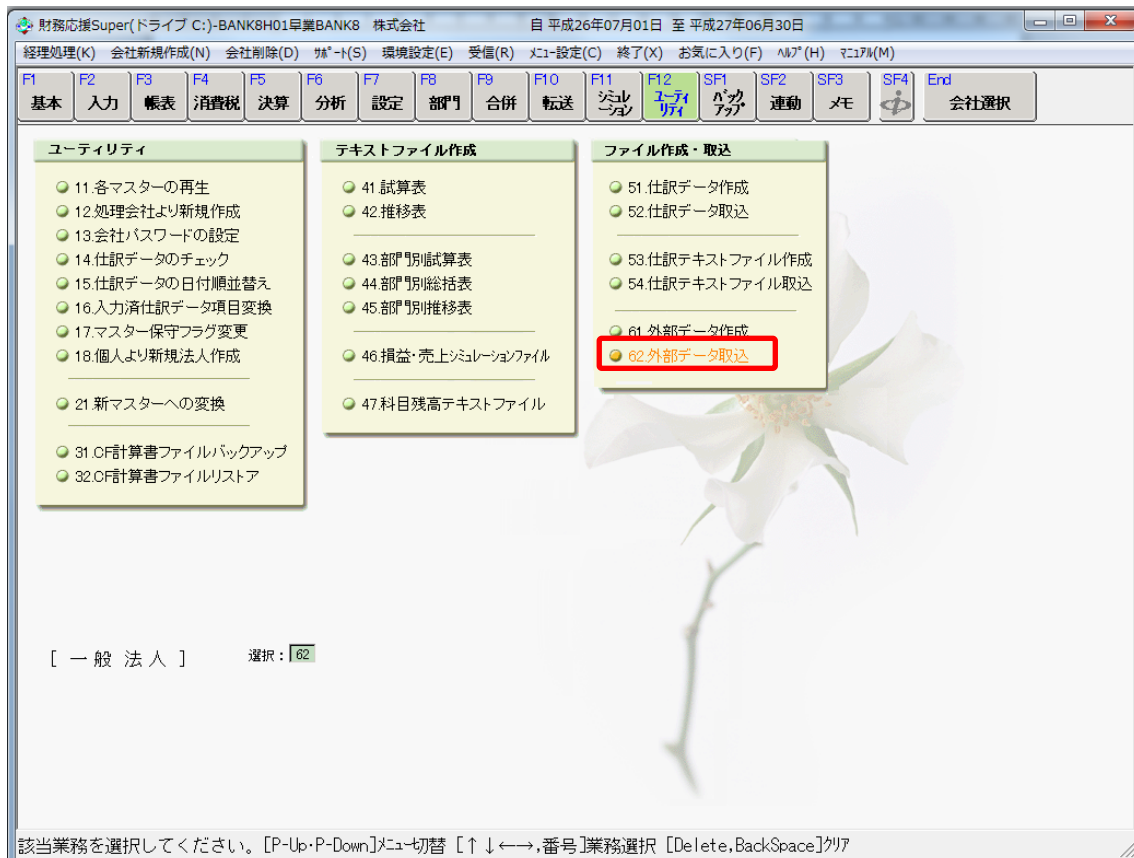 財務応援Super(ドライブ C:)-BANK8H01早業BANK8 株式会社 自 平成26年07月01日 至 平成27年06月30日
経理処理(K) 会社新規作成(N) 会社削除(D) ｻﾎﾟｰﾄ(S) 環境設定(E) 受信(R) ﾒﾆｭｰ設定(C) 終了(X) お気に入り(F) ﾍﾙﾌﾟ(H) ﾏﾆｭｱﾙ(M)
F1 F2 F3 F4 F5 F6 F7 F8 F9 F10 F11 F12 SF1 SF2 SF3 SF4 End
基本 入力 帳表 消費税 決算 分析 設定 部門 合併 転送 ｼﾐｭﾚｰｼｮﾝ ﾕｰﾃｨﾘﾃｨ ﾊﾞｯｸｱｯﾌﾟ 連動 ﾒﾓ 会社選択
ユーティリティ
11.各マスターの再生
12.処理会社より新規作成
13.会社パスワードの設定
14.仕訳データのチェック
15.仕訳データの日付順並替え
16.入力済仕訳データ項目変換
17.マスター保守フラグ変更
18.個人より新規法人作成
21.新マスターへの変換
31.CF計算書ファイルバックアップ
32.CF計算書ファイルリストア
テキストファイル作成
41.試算表
42.推移表
43.部門別試算表
44.部門別総括表
45.部門別推移表
46.損益・売上ｼﾐｭﾚｰｼｮﾝﾌｧｲﾙ
47.科目残高テキストファイル
ファイル作成・取込
51.仕訳データ作成
52.仕訳データ取込
53.仕訳テキストファイル作成
54.仕訳テキストファイル取込
61.外部データ作成
62.外部データ取込
[ 一 般 法 人 ] 選択：62
該当業務を選択してください。[P-Up･P-Down]ﾒﾆｭｰ切替 [↑↓←→,番号]業務選択 [Delete,BackSpace]ｸﾘｱ